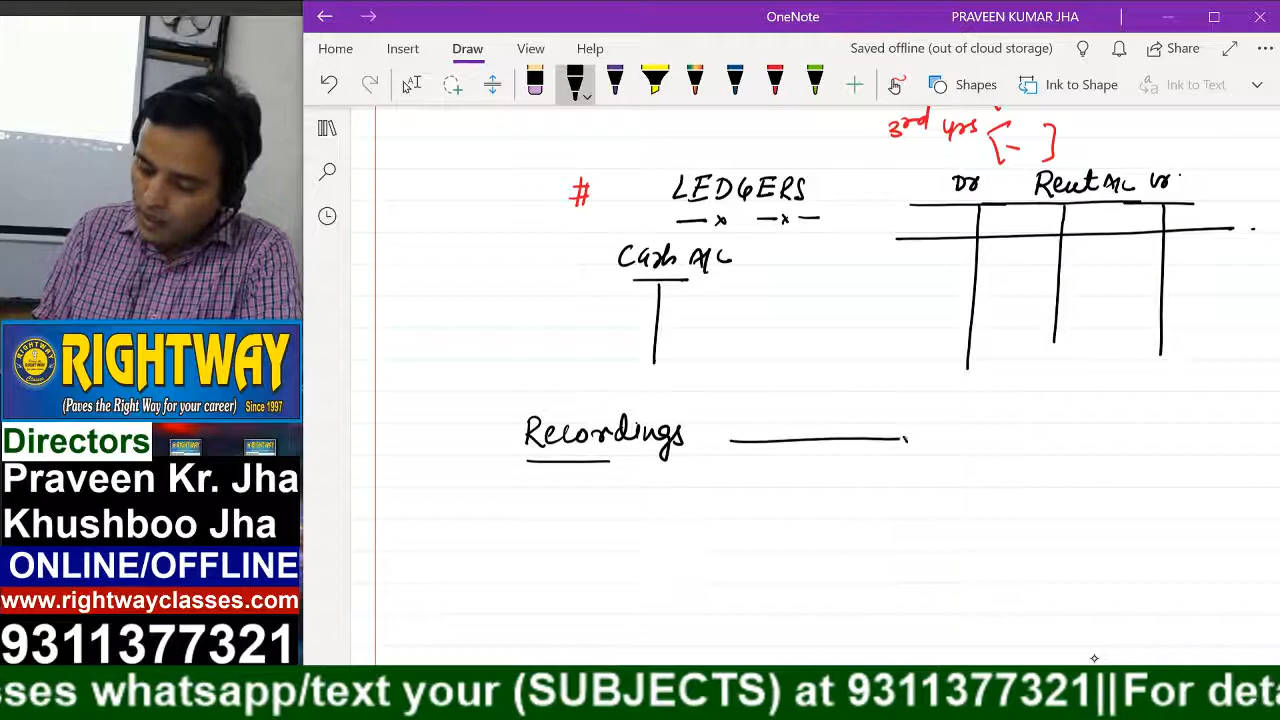 OneNote
PRAVEEN KUMAR JHA
Home Insert Draw View Help
Saved offline (out of cloud storage)
Share
Shapes
Ink to Shape
Ink to Text
3rd yrs [-]
# LEDGERS
Dr Rent A/c Cr
Cash A/c
Recordings
RIGHTWAY
(Paves the Right Way for your career) Since 1997
Directors
Praveen Kr. Jha
Khushboo Jha
ONLINE/OFFLINE
www.rightwayclasses.com
9311377321
sses whatsapp/text your (SUBJECTS) at 9311377321||For deta